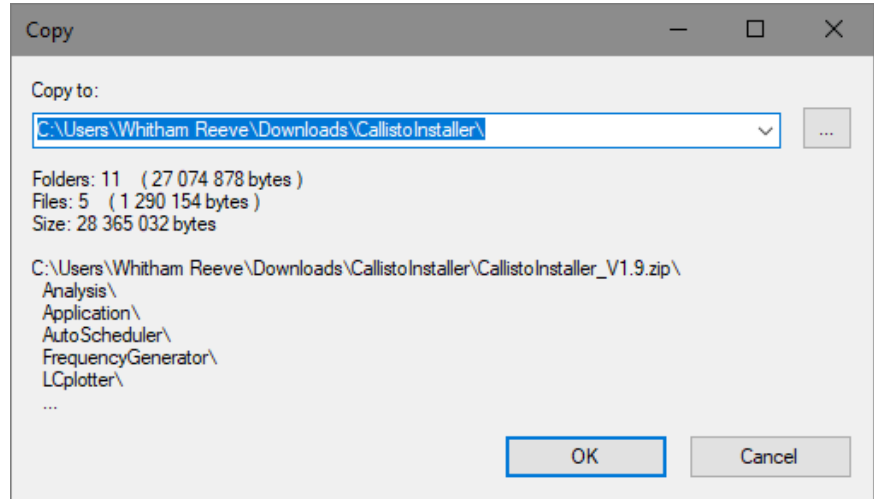 Copy
Copy to:
C:\Users\Whitham Reeve\Downloads\CallistoInstaller\
...
Folders: 11 ( 27 074 878 bytes )
Files: 5 ( 1 290 154 bytes )
Size: 28 365 032 bytes
C:\Users\Whitham Reeve\Downloads\CallistoInstaller\CallistoInstaller_V1.9.zip\
Analysis\
Application\
AutoScheduler\
FrequencyGenerator\
LCplotter\
...
OK Cancel